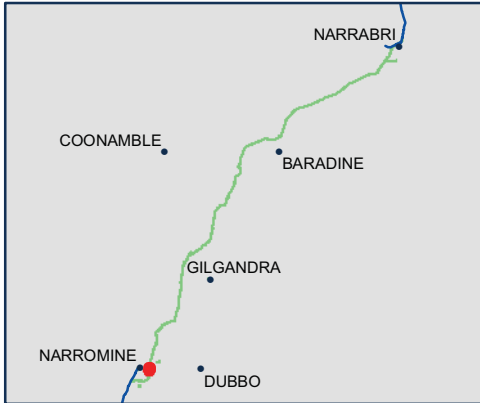 NARRABRI
COONAMBLE
BARADINE
GILGANDRA
NARROMINE
DUBBO